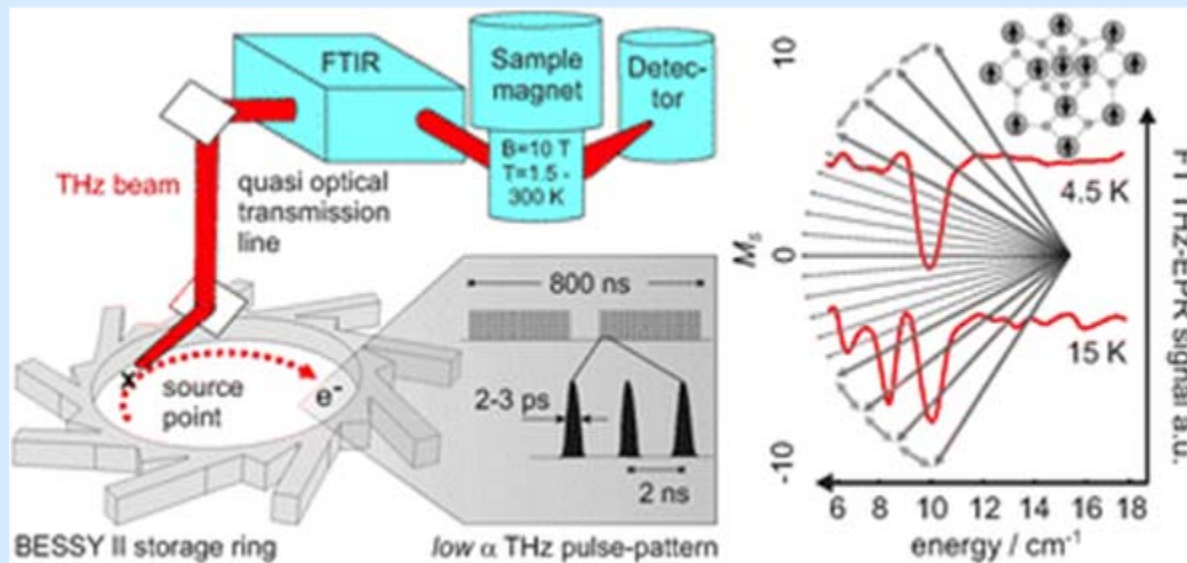 FTIR
Sample
magnet
Detec-
tor
B=10 T
T=1.5 -
300 K
THz beam
quasi optical
transmission
line
800 ns
2-3 ps
2 ns
x
source
point
e⁻
BESSY II storage ring
low α THz pulse-pattern
10
0
-10
Mₛ
4.5 K
15 K
FT THz-EPR signal a.u.
6 8 10 12 14 16 18
energy / cm⁻¹